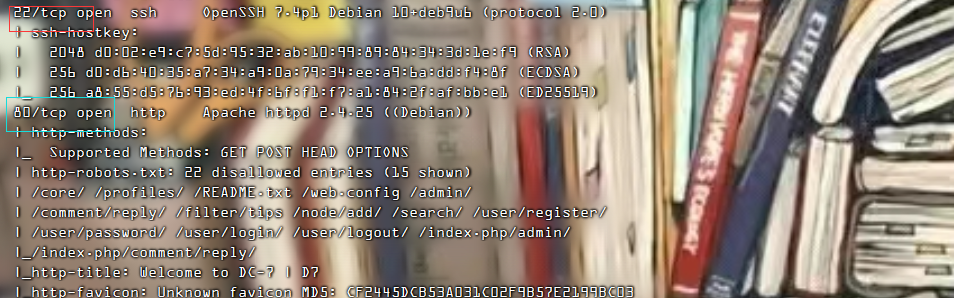 22/tcp open  ssh     OpenSSH 7.4p1 Debian 10+deb9u6 (protocol 2.0)
| ssh-hostkey:
|   2048 d0:02:e9:c7:5d:95:32:ab:10:99:89:84:34:3d:1e:f9 (RSA)
|   256 d0:d6:40:35:a7:34:a9:0a:79:34:ee:a9:6a:dd:f4:8f (ECDSA)
|_  256 a8:55:d5:76:93:ed:4f:6f:f1:f7:a1:84:2f:af:bb:e1 (ED25519)
80/tcp open  http    Apache httpd 2.4.25 ((Debian))
| http-methods:
|_  Supported Methods: GET POST HEAD OPTIONS
| http-robots.txt: 22 disallowed entries (15 shown)
| /core/ /profiles/ /README.txt /web.config /admin/
| /comment/reply/ /filter/tips /node/add/ /search/ /user/register/
| /user/password/ /user/login/ /user/logout/ /index.php/admin/
|_/index.php/comment/reply/
|_http-title: Welcome to DC-7 | D7
|_http-favicon: Unknown favicon MD5: CF2445DCB53A031C02F9B57E2199BC03